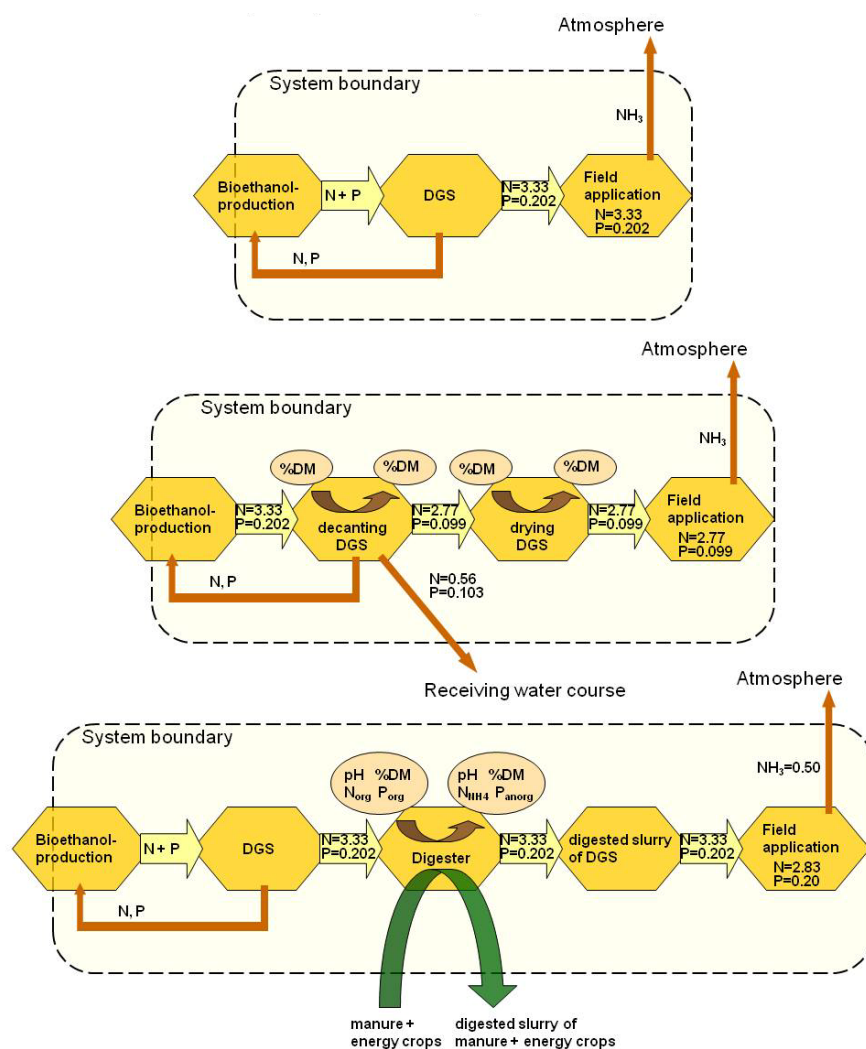 Atmosphere
System boundary
NH₃
Bioethanol-
production
N + P
DGS
N=3.33
P=0.202
Field
application
N=3.33
P=0.202
N, P
Atmosphere
System boundary
NH₃
%DM
%DM
%DM
%DM
Bioethanol-
production
N=3.33
P=0.202
decanting
DGS
N=2.77
P=0.099
drying
DGS
N=2.77
P=0.099
Field
application
N=2.77
P=0.099
N, P
N=0.56
P=0.103
Receiving water course
Atmosphere
System boundary
NH₃=0.50
pH %DM
Norg Porg
pH %DM
NNH4 Panorg
Bioethanol-
production
N + P
DGS
N=3.33
P=0.202
Digester
N=3.33
P=0.202
digested slurry
of DGS
N=3.33
P=0.202
Field
application
N=2.83
P=0.20
N, P
manure +
energy crops
digested slurry of
manure + energy crops